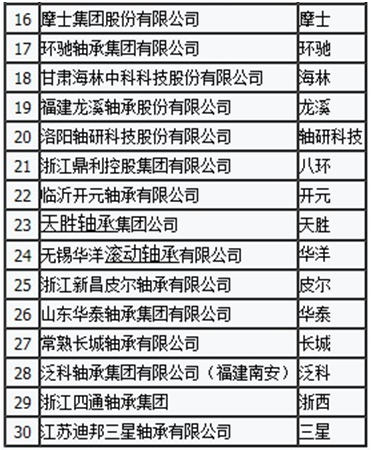 16 摩士集团股份有限公司 摩士
17 环驰轴承集团有限公司 环驰
18 甘肃海林中科科技股份有限公司 海林
19 福建龙溪轴承股份有限公司 龙溪
20 洛阳轴研科技股份有限公司 轴研科技
21 浙江鼎利控股集团有限公司 八环
22 临沂开元轴承有限公司 开元
23 天胜轴承集团公司 天胜
24 无锡华洋滚动轴承有限公司 华洋
25 浙江新昌皮尔轴承有限公司 皮尔
26 山东华泰轴承集团有限公司 华泰
27 常熟长城轴承有限公司 长城
28 泛科轴承集团有限公司（福建南安） 泛科
29 浙江四通轴承集团 浙西
30 江苏迪邦三星轴承有限公司 三星